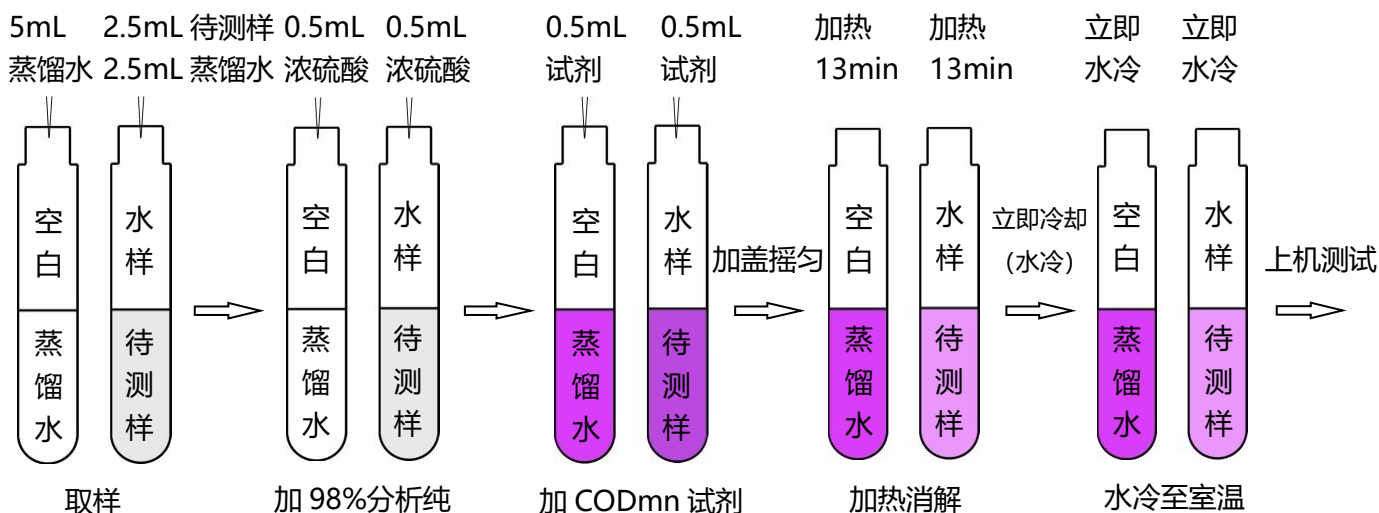 5mL 2.5mL 待测样 0.5mL 0.5mL 0.5mL 0.5mL 加热 加热 立即 立即
蒸馏水 2.5mL 蒸馏水 浓硫酸 浓硫酸 试剂 试剂 13min 13min 水冷 水冷
空白 水样 空白 水样 空白 水样 加盖摇匀 空白 水样 立即冷却 空白 水样 上机测试
(水冷)
蒸馏水 待测样 蒸馏水 待测样 蒸馏水 待测样 蒸馏水 待测样 蒸馏水 待测样
取样 加 98%分析纯 加 CODmn 试剂 加热消解 水冷至室温